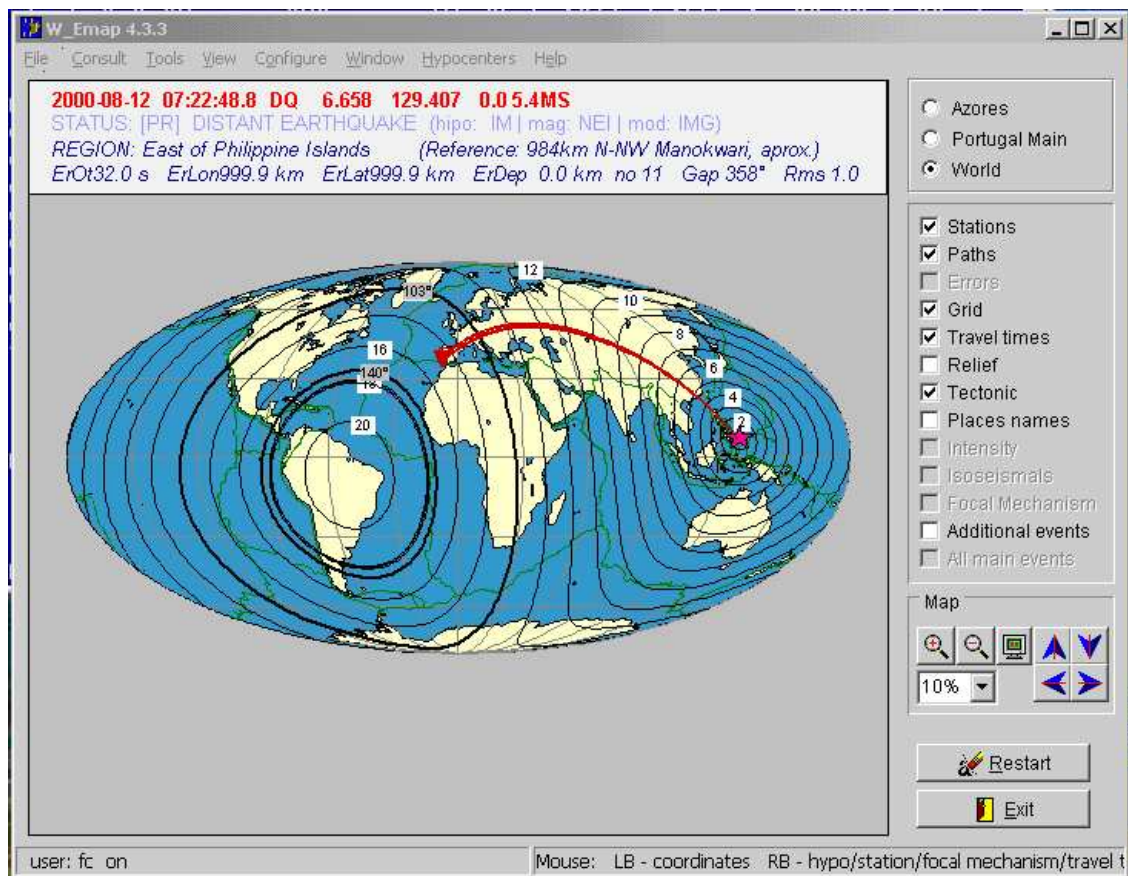 W_Emap 4.3.3
File Consult Tools View Configure Window Hypocenters Help
2000-08-12 07:22:48.8 DQ 6.658 129.407 0.0 5.4MS
STATUS: [PR] DISTANT EARTHQUAKE (hipo: IM | mag: NEI | mod: IMG)
REGION: East of Philippine Islands (Reference: 984km N-NW Manokwari, aprox.)
ErOt32.0 s ErLon999.9 km ErLat999.9 km ErDep 0.0 km no 11 Gap 358° Rms 1.0
Azores
Portugal Main
World
Stations
Paths
Errors
Grid
Travel times
Relief
Tectonic
Places names
Intensity
Isoseismals
Focal Mechanism
Additional events
All main events
12
103°
10
8
16
6
140°
4
2
20
Map
10%
Restart
Exit
user: fc on
Mouse: LB - coordinates RB - hypo/station/focal mechanism/travel t